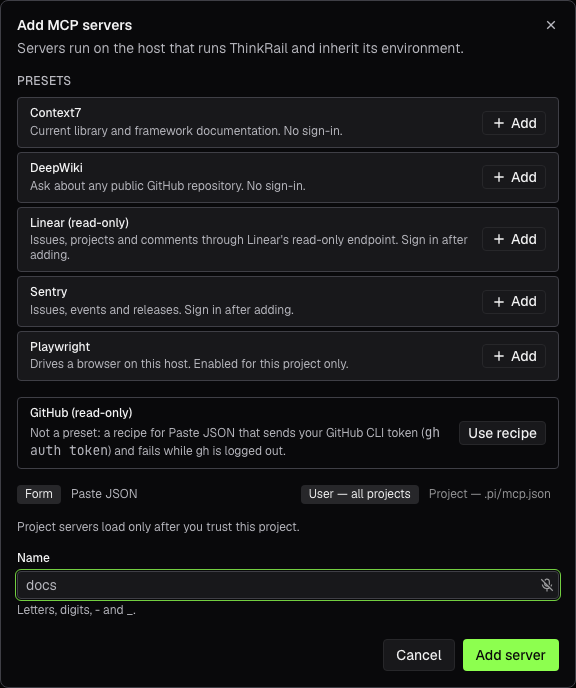 Add MCP servers
Servers run on the host that runs ThinkRail and inherit its environment.
PRESETS
Context7
Current library and framework documentation. No sign-in.
+ Add
DeepWiki
Ask about any public GitHub repository. No sign-in.
+ Add
Linear (read-only)
Issues, projects and comments through Linear's read-only endpoint. Sign in after
adding.
+ Add
Sentry
Issues, events and releases. Sign in after adding.
+ Add
Playwright
Drives a browser on this host. Enabled for this project only.
+ Add
GitHub (read-only)
Not a preset: a recipe for Paste JSON that sends your GitHub CLI token (gh
auth token) and fails while gh is logged out.
Use recipe
Form Paste JSON User — all projects Project — .pi/mcp.json
Project servers load only after you trust this project.
Name
docs
Letters, digits, - and _.
Cancel Add server